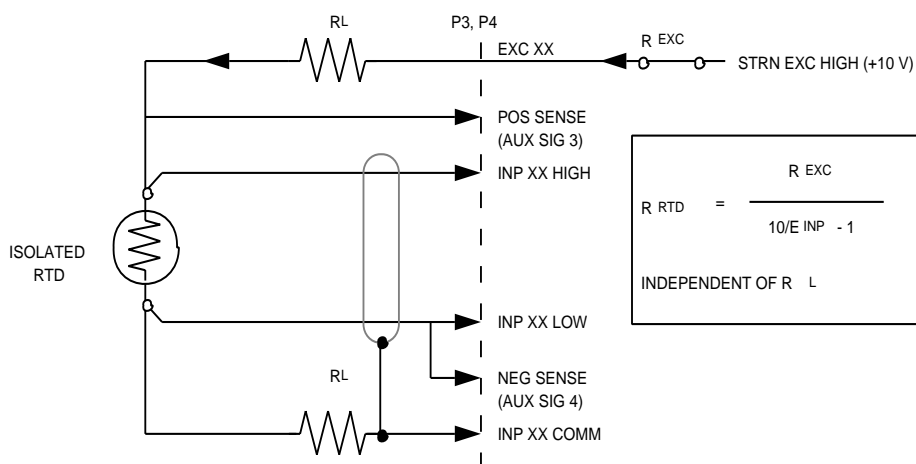 RL
P3, P4
EXC XX
R EXC
STRN EXC HIGH (+10 V)
POS SENSE
(AUX SIG 3)
INP XX HIGH
R EXC
R RTD =
10/E INP - 1
INDEPENDENT OF R L
ISOLATED
RTD
INP XX LOW
RL
NEG SENSE
(AUX SIG 4)
INP XX COMM